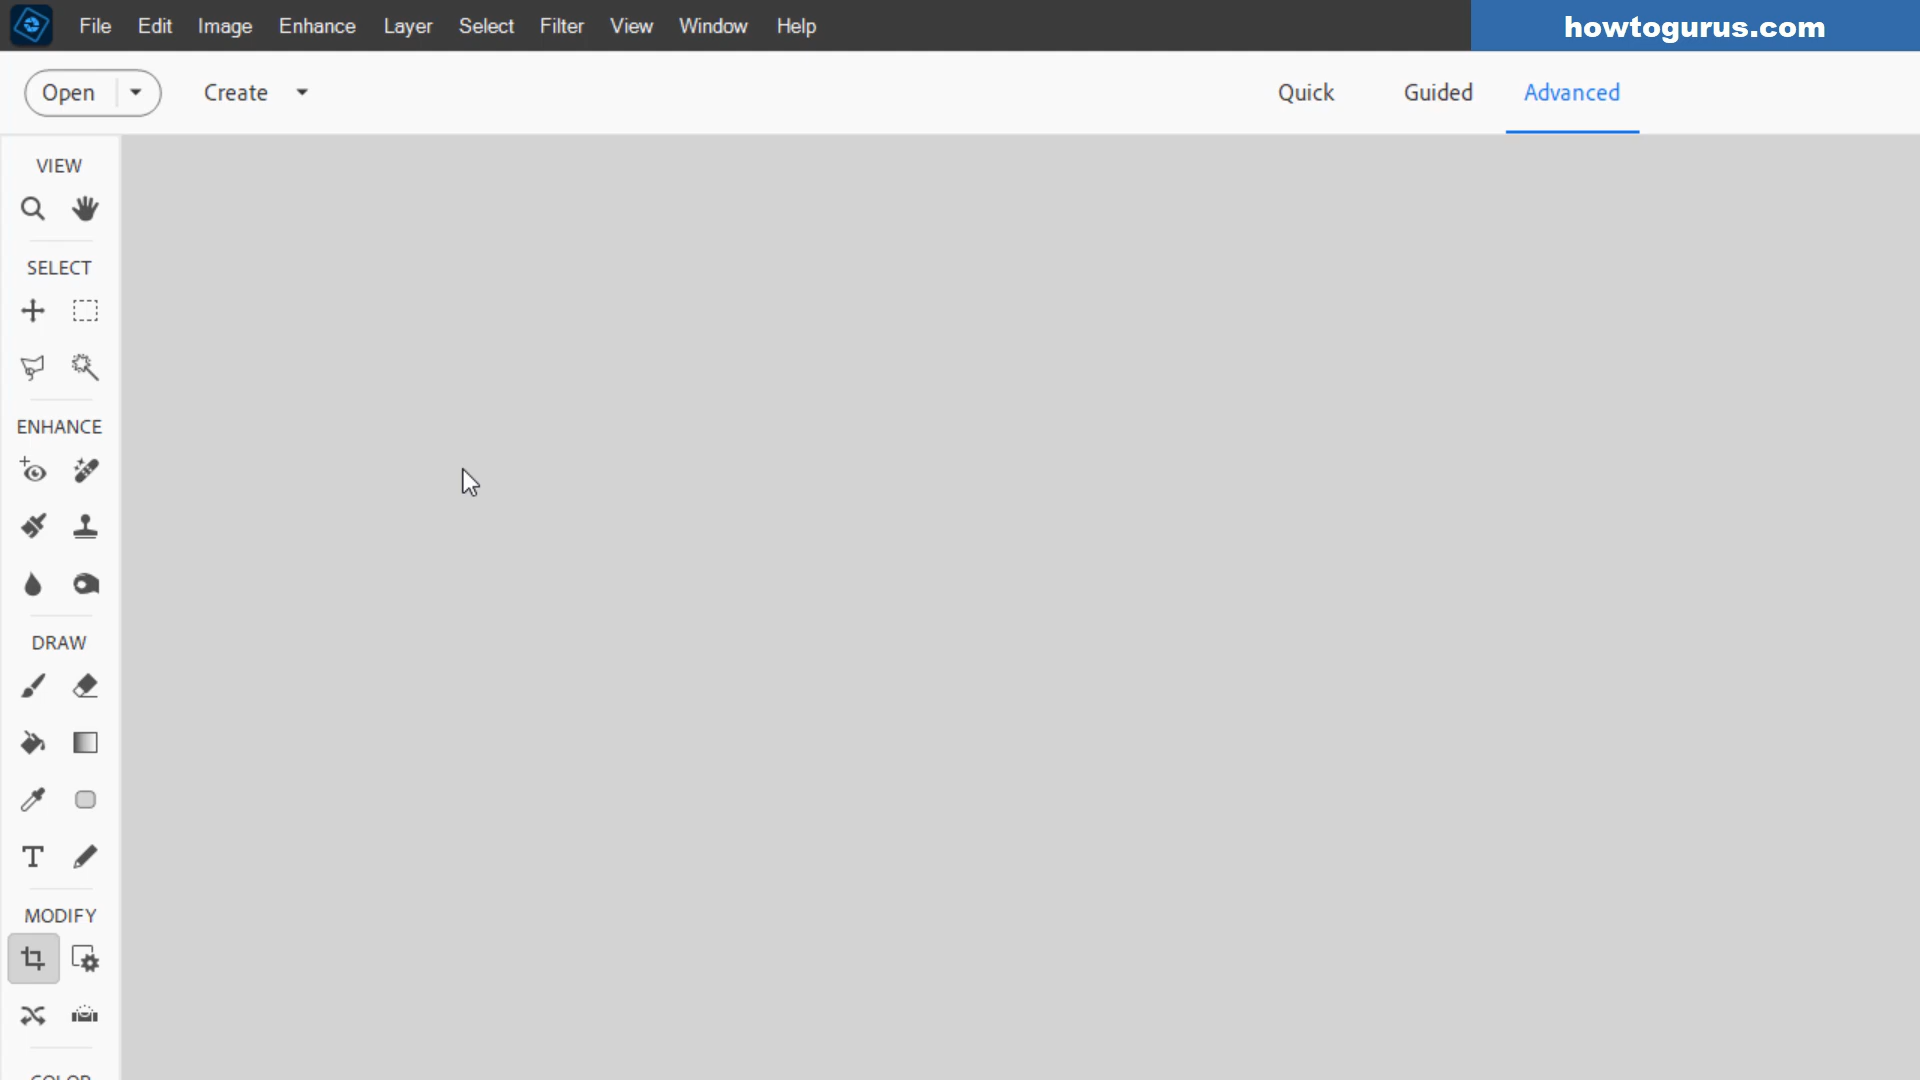 File Edit Image Enhance Layer Select Filter View Window Help
howtogurus.com
Open Create Quick Guided Advanced
VIEW
SELECT
ENHANCE
DRAW
MODIFY
COLOR